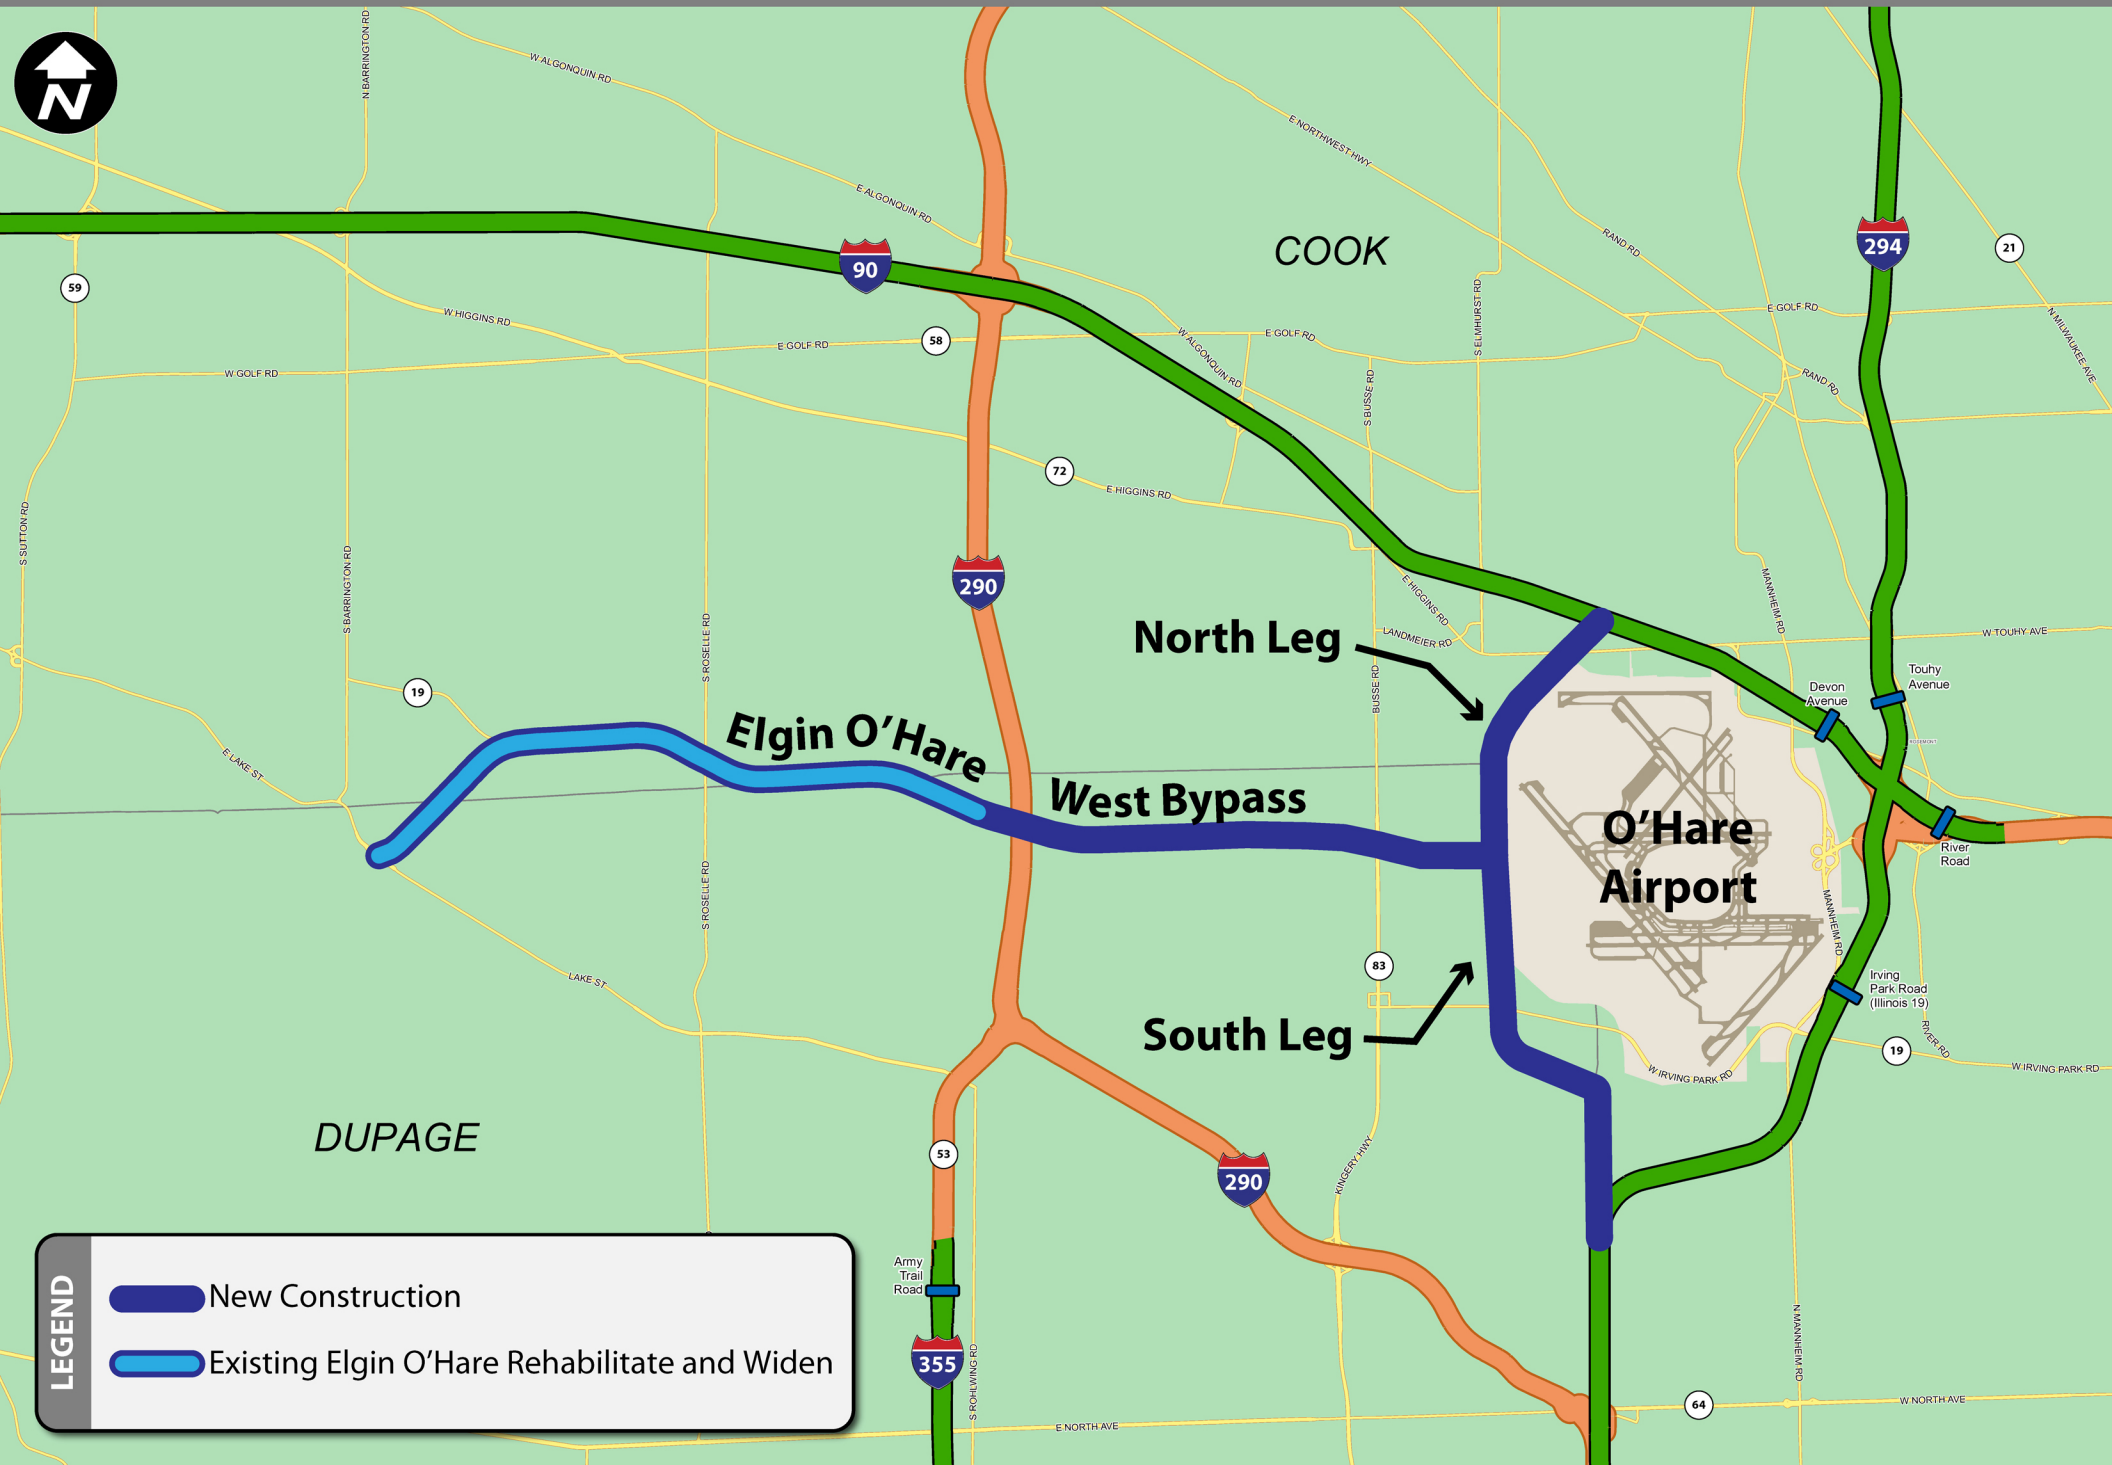 N
N BARRINGTON RD
W ALGONQUIN RD
E NORTHWEST HWY
E ALGONQUIN RD
COOK
RAND RD
294
21
90
59
W HIGGINS RD
58
E GOLF RD
W GOLF RD
E GOLF RD
E GOLF RD
S ELMHURST RD
N MILWAUKEE AVE
W ALGONQUIN RD
S BUSSE RD
RAND RD
72
E HIGGINS RD
S SUTTON RD
S BARRINGTON RD
290
E HIGGINS RD
MANNHEIM RD
S ROSELLE RD
North Leg
LANDMEIER RD
W TOUHY AVE
BUSSE RD
19
Touhy
Avenue
Devon
Avenue
ROSEMONT
Elgin O'Hare
West Bypass
E LAKE ST
O'Hare
Airport
River
Road
S ROSELLE RD
MANNHEIM RD
LAKE ST
83
Irving
Park Road
(Illinois 19)
South Leg
RIVER RD
19
W IRVING PARK RD
W IRVING PARK RD
DUPAGE
53
KINGERY HWY
290
Army
Trail
Road
LEGEND
New Construction
Existing Elgin O'Hare Rehabilitate and Widen
355
S ROHLWING RD
N MANNHEIM RD
64
W NORTH AVE
E NORTH AVE